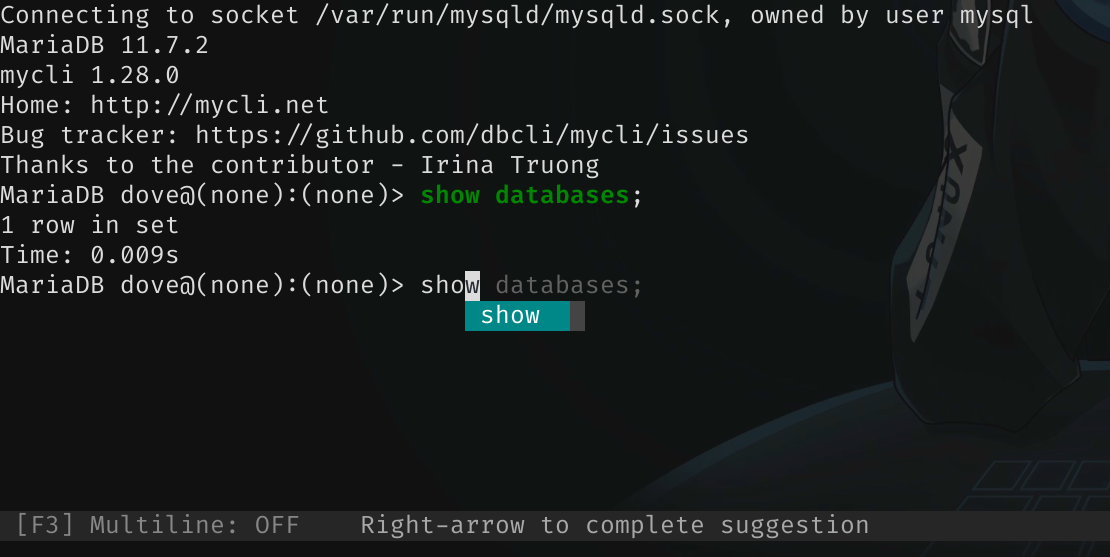 Connecting to socket /var/run/mysqld/mysqld.sock, owned by user mysql
MariaDB 11.7.2
mycli 1.28.0
Home: http://mycli.net
Bug tracker: https://github.com/dbcli/mycli/issues
Thanks to the contributor - Irina Truong
MariaDB dove@(none):(none)> show databases;
1 row in set
Time: 0.009s
MariaDB dove@(none):(none)> show databases;
show
[F3] Multiline: OFF    Right-arrow to complete suggestion